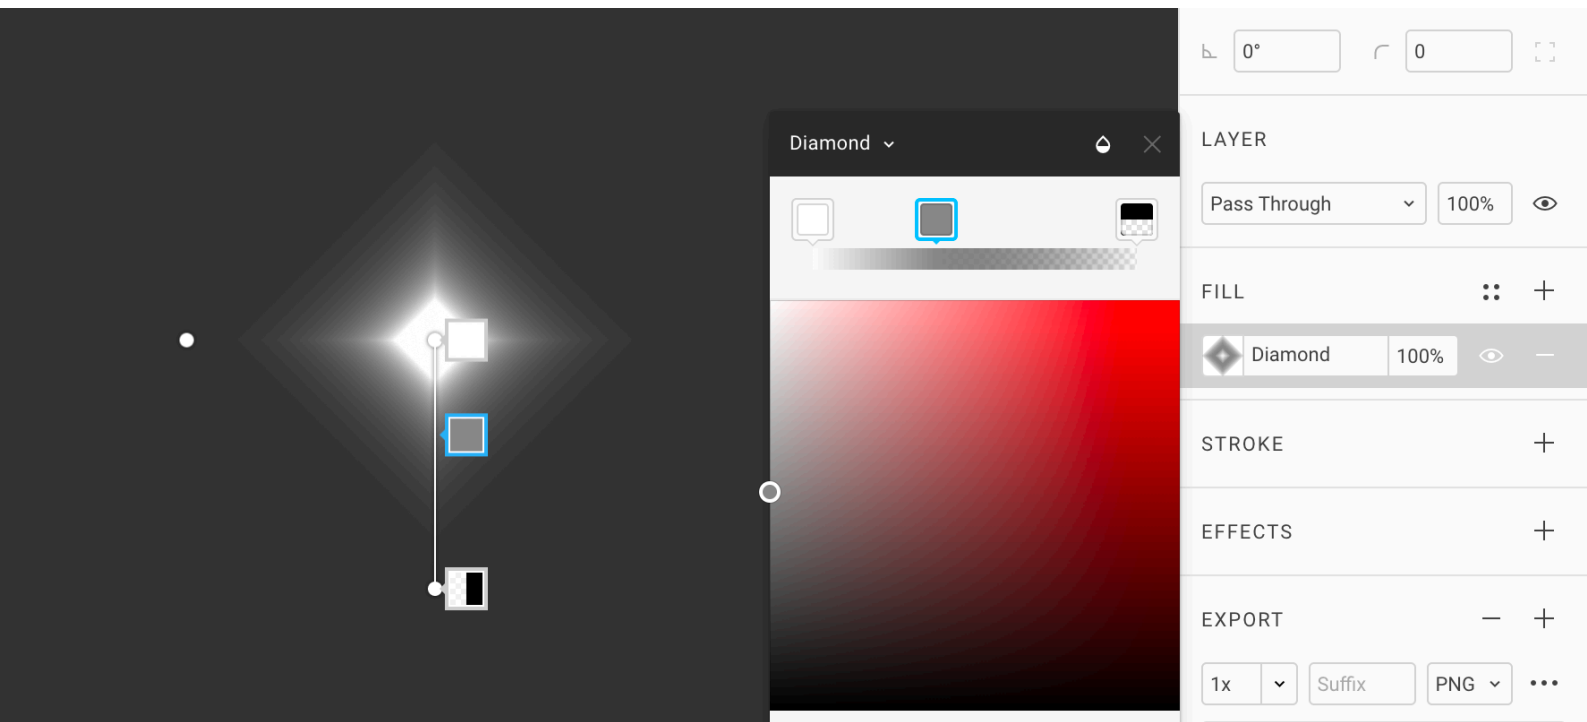 0°
0
Diamond
LAYER
Pass Through
100%
FILL
Diamond
100%
STROKE
EFFECTS
EXPORT
1x
Suffix
PNG